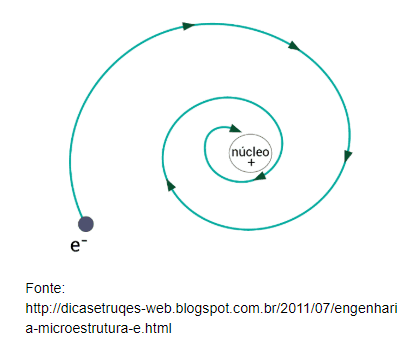 núcleo
+
e⁻
Fonte:
http://dicasetruqes-web.blogspot.com.br/2011/07/engenhari
a-microestrutura-e.html